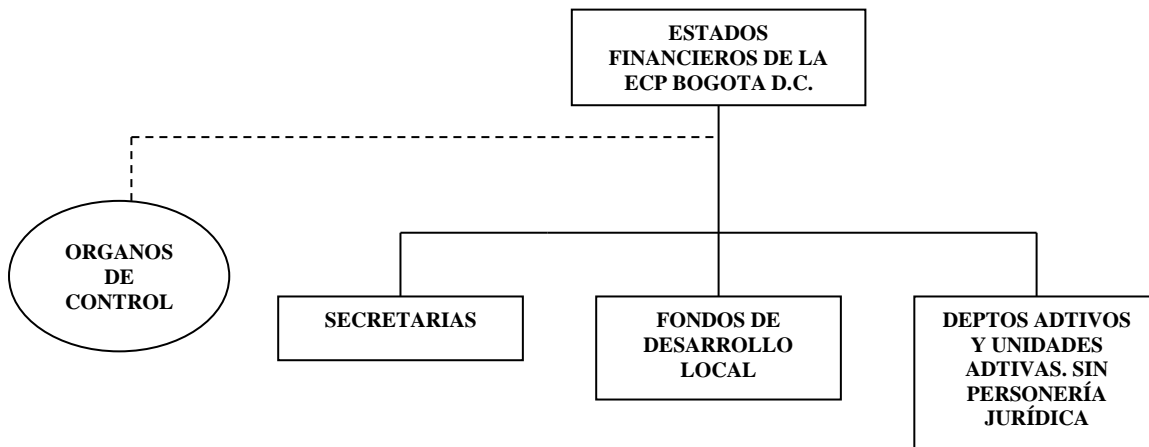 ESTADOS
FINANCIEROS DE LA
ECP BOGOTA D.C.
ORGANOS
DE
CONTROL
SECRETARIAS
FONDOS DE
DESARROLLO
LOCAL
DEPTOS ADTIVOS
Y UNIDADES
ADTIVAS. SIN
PERSONERÍA
JURÍDICA